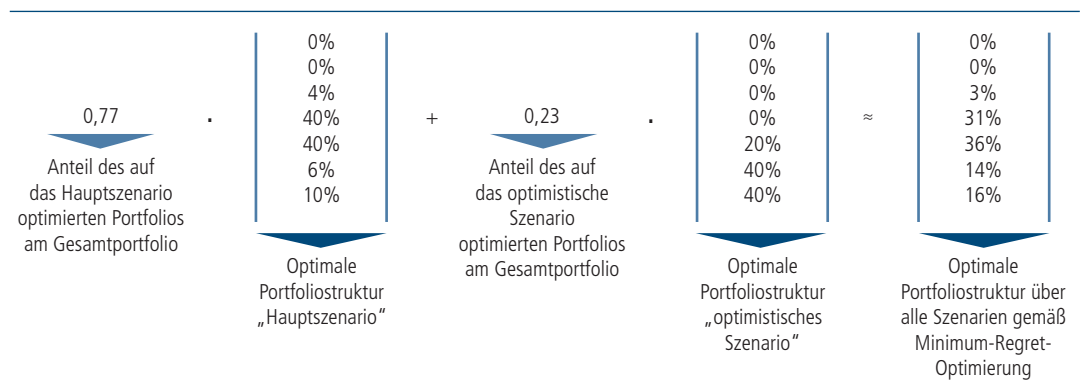 0,77
Anteil des auf
das Hauptszenario
optimierten Portfolios
am Gesamtportfolio
·
0%
0%
4%
40%
40%
6%
10%
Optimale
Portfoliostruktur
„Hauptszenario“
+
0,23
Anteil des auf
das optimistische
Szenario
optimierten Portfolios
am Gesamtportfolio
·
0%
0%
0%
0%
20%
40%
40%
Optimale
Portfoliostruktur
„optimistisches
Szenario“
≈
0%
0%
3%
31%
36%
14%
16%
Optimale
Portfoliostruktur über
alle Szenarien gemäß
Minimum-Regret-
Optimierung